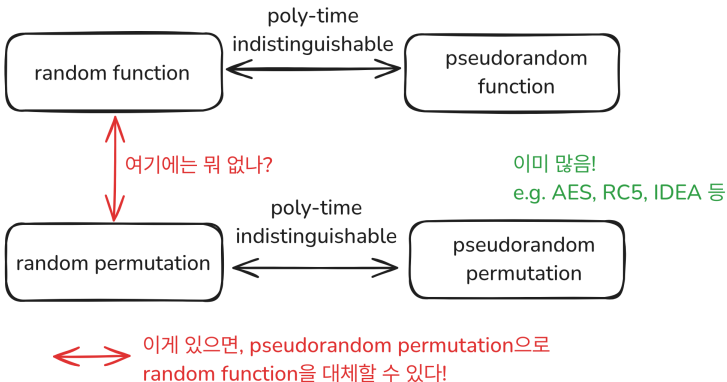 poly-time
indistinguishable
random function
pseudorandom
function
여기에는 뭐 없나?
이미 많음!
e.g. AES, RC5, IDEA 등
poly-time
indistinguishable
random permutation
pseudorandom
permutation
이게 있으면, pseudorandom permutation으로
random function을 대체할 수 있다!